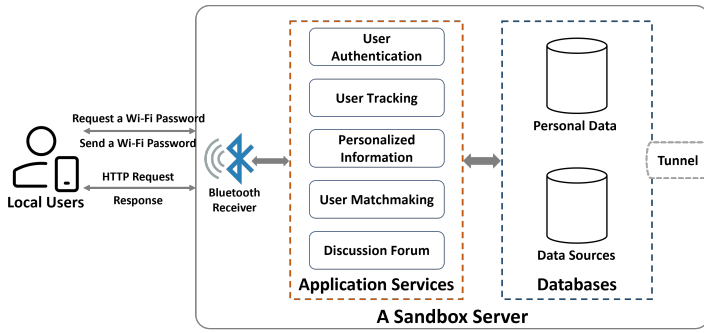 Local Users
Request a Wi-Fi Password
Send a Wi-Fi Password
HTTP Request
Response
Bluetooth
Receiver
User
Authentication
User Tracking
Personalized
Information
User Matchmaking
Discussion Forum
Application Services
Personal Data
Data Sources
Databases
Tunnel
A Sandbox Server